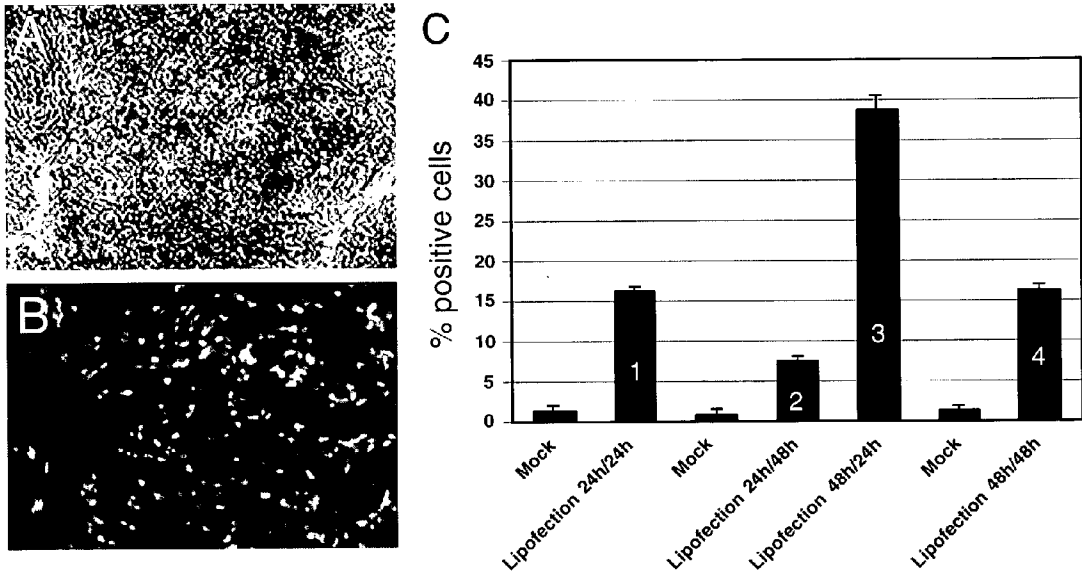 A
B
C
% positive cells
45
40
35
30
25
20
15
10
5
0
1
2
3
4
Mock
Lipofection 24h/24h
Mock
Lipofection 24h/48h
Lipofection 48h/24h
Mock
Lipofection 48h/48h